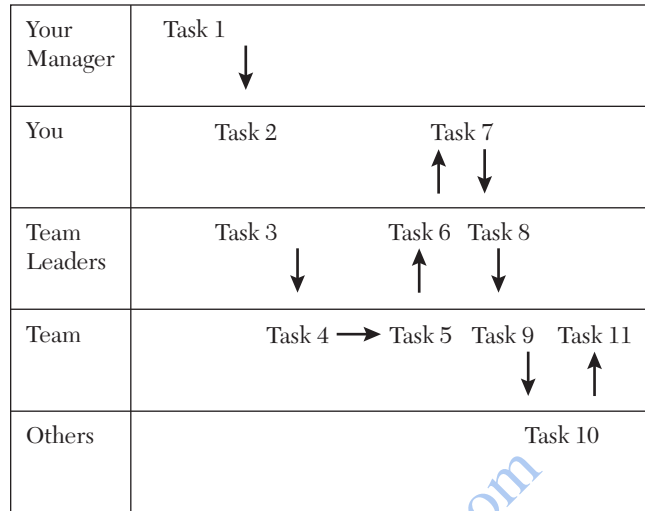 Your Task 1
Manager
You Task 2 Task 7
Team Task 3 Task 6 Task 8
Leaders
Team Task 4 Task 5 Task 9 Task 11
Others Task 10
om